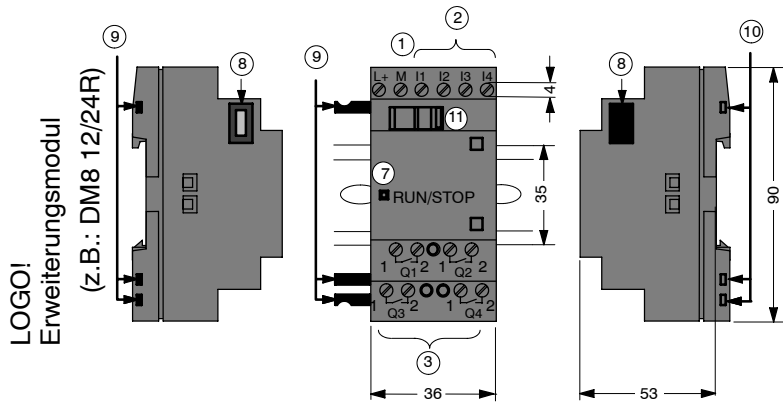 LOGO!
Erweiterungsmodul
(z.B.: DM8 12/24R)
9
8
9
1
2
8
10
L+ M I1 I2 I3 I4
4
11
7
RUN/STOP
35
90
1 Q1 2 1 Q2 2
1 Q3 2 1 Q4 2
3
36
53